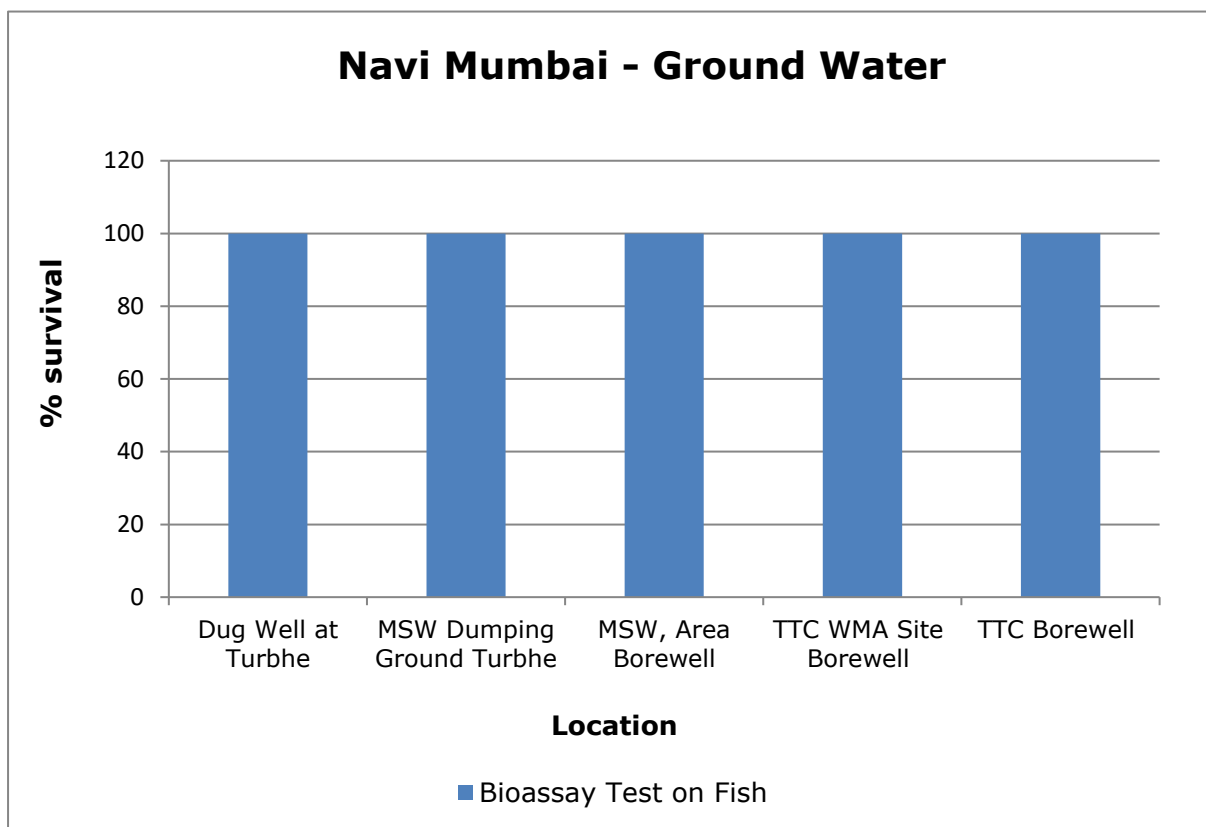 Navi Mumbai - Ground Water
% survival
120
100
80
60
40
20
0
Dug Well at
Turbhe
MSW Dumping
Ground Turbhe
MSW, Area
Borewell
TTC WMA Site
Borewell
TTC Borewell
Location
Bioassay Test on Fish